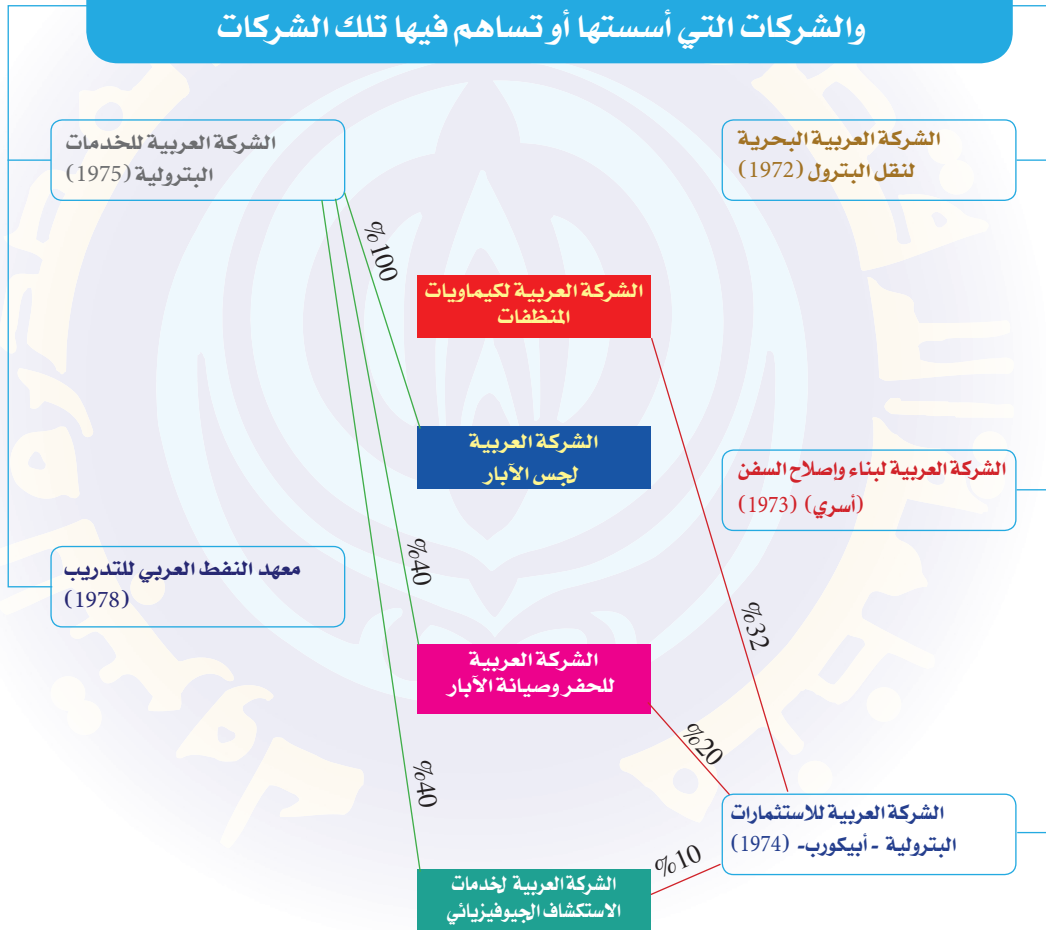 والشركات التي أسستها أو تساهم فيها تلك الشركات
الشركة العربية البحرية
لنقل البترول (1972)
الشركة العربية للخدمات
البترولية (1975)
%100
الشركة العربية لكيماويات
المنظفات
الشركة العربية
لجس الآبار
الشركة العربية لبناء وإصلاح السفن
(أسري) (1973)
معهد النفط العربي للتدريب
(1978)
%40
%32
الشركة العربية
للحفر وصيانة الآبار
%20
%40
الشركة العربية للاستثمارات
البترولية - أبيكورب- (1974)
%10
الشركة العربية لخدمات
الاستكشاف الجيوفيزيائي